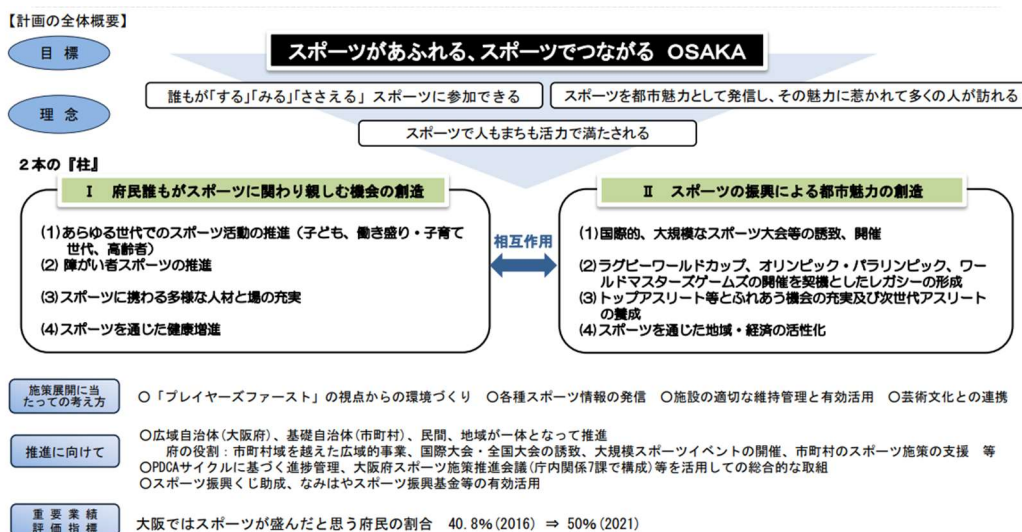 【計画の全体概要】
目 標
スポーツがあふれる、スポーツでつながる OSAKA
理 念
誰もが「する」「みる」「ささえる」 スポーツに参加できる
スポーツを都市魅力として発信し、その魅力に惹かれて多くの人が訪れる
スポーツで人もまちも活力で満たされる
２本の『柱』
Ⅰ 府民誰もがスポーツに関わり親しむ機会の創造
(1)あらゆる世代でのスポーツ活動の推進（子ども、働き盛り・子育て
世代、高齢者）
(2) 障がい者スポーツの推進
(3)スポーツに携わる多様な人材と場の充実
(4)スポーツを通じた健康増進
相互作用
Ⅱ スポーツの振興による都市魅力の創造
(1)国際的、大規模なスポーツ大会等の誘致、開催
(2)ラグビーワールドカップ、オリンピック・パラリンピック、ワー
ルドマスターズゲームズの開催を契機としたレガシーの形成
(3)トップアスリート等とふれあう機会の充実及び次世代アスリート
の養成
(4)スポーツを通じた地域・経済の活性化
施策展開に当
たっての考え方
○「プレイヤーズファースト」の視点からの環境づくり ○各種スポーツ情報の発信 ○施設の適切な維持管理と有効活用 ○芸術文化との連携
推進に向けて
○広域自治体(大阪府)、基礎自治体(市町村)、民間、地域が一体となって推進
府の役割：市町村域を越えた広域的事業、国際大会・全国大会の誘致、大規模スポーツイベントの開催、市町村のスポーツ施策の支援 等
○PDCAサイクルに基づく進捗管理、大阪府スポーツ施策推進会議(庁内関係7課で構成)等を活用しての総合的な取組
○スポーツ振興くじ助成、なみはやスポーツ振興基金等の有効活用
重 要 業 績
評 価 指 標
大阪ではスポーツが盛んだと思う府民の割合 40.8%(2016) ⇒ 50%(2021)